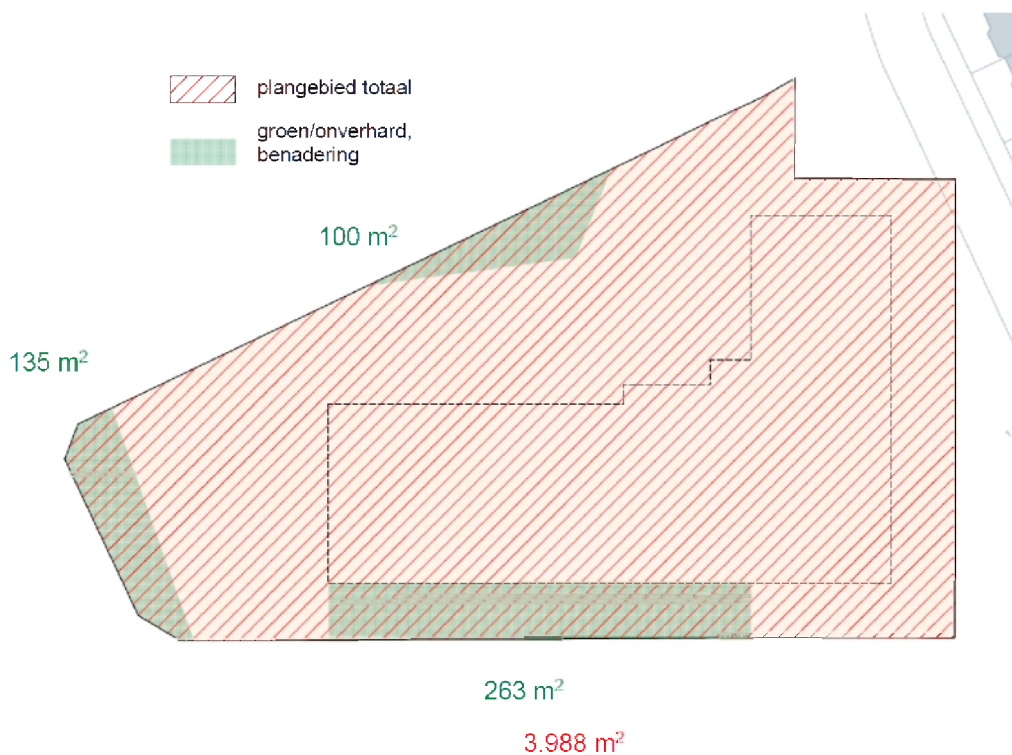 plangebied totaal
groen/onverhard,
benadering
100 m²
135 m²
263 m²
3.988 m²